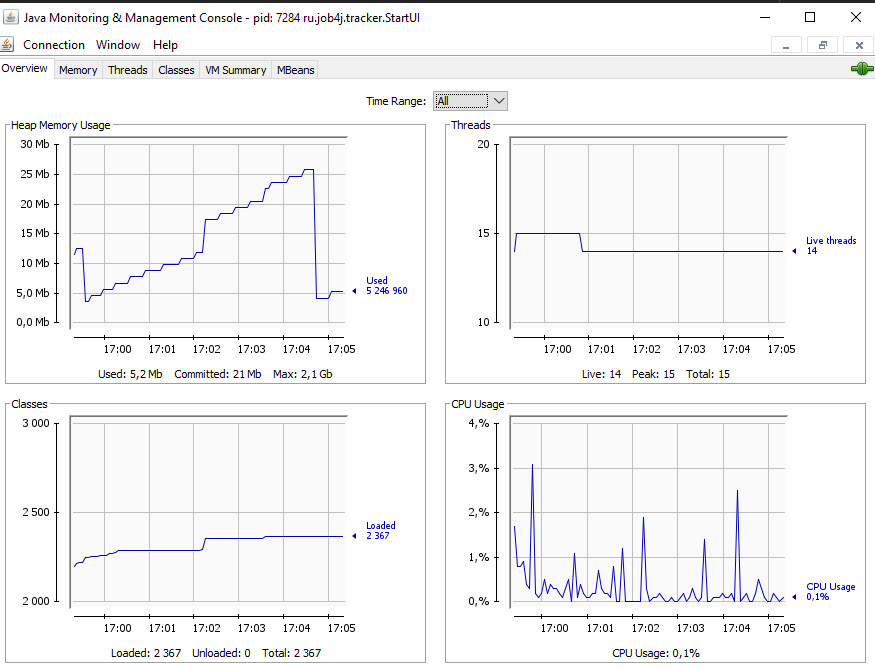 Java Monitoring & Management Console - pid: 7284 ru.job4j.tracker.StartUI
Connection Window Help
Overview Memory Threads Classes VM Summary MBeans
Time Range: All
Heap Memory Usage
30 Mb
25 Mb
20 Mb
15 Mb
10 Mb
5,0 Mb
0,0 Mb
Used
5 246 960
17:00 17:01 17:02 17:03 17:04 17:05
Used: 5,2 Mb Committed: 21 Mb Max: 2,1 Gb
Threads
20
15
10
Live threads
14
17:00 17:01 17:02 17:03 17:04 17:05
Live: 14 Peak: 15 Total: 15
Classes
3 000
2 500
2 000
Loaded
2 367
17:00 17:01 17:02 17:03 17:04 17:05
Loaded: 2 367 Unloaded: 0 Total: 2 367
CPU Usage
4,%
3,%
2,%
1,%
0,%
CPU Usage
0,1%
17:00 17:01 17:02 17:03 17:04 17:05
CPU Usage: 0,1%